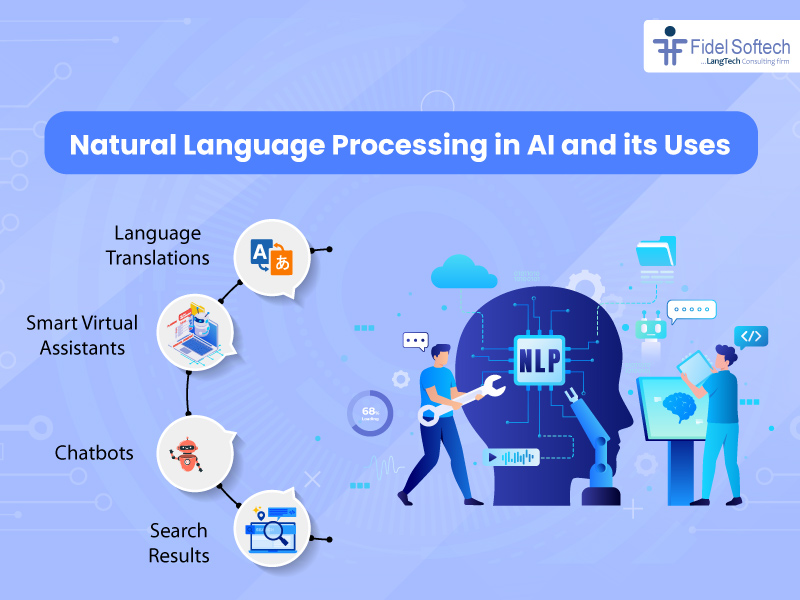 Fidel Softech
...LangTech Consulting firm
Natural Language Processing in AI and its Uses
Language
Translations
A
あ
Smart Virtual
Assistants
Chatbots
Search
Results
NLP
68%
Loading
</>